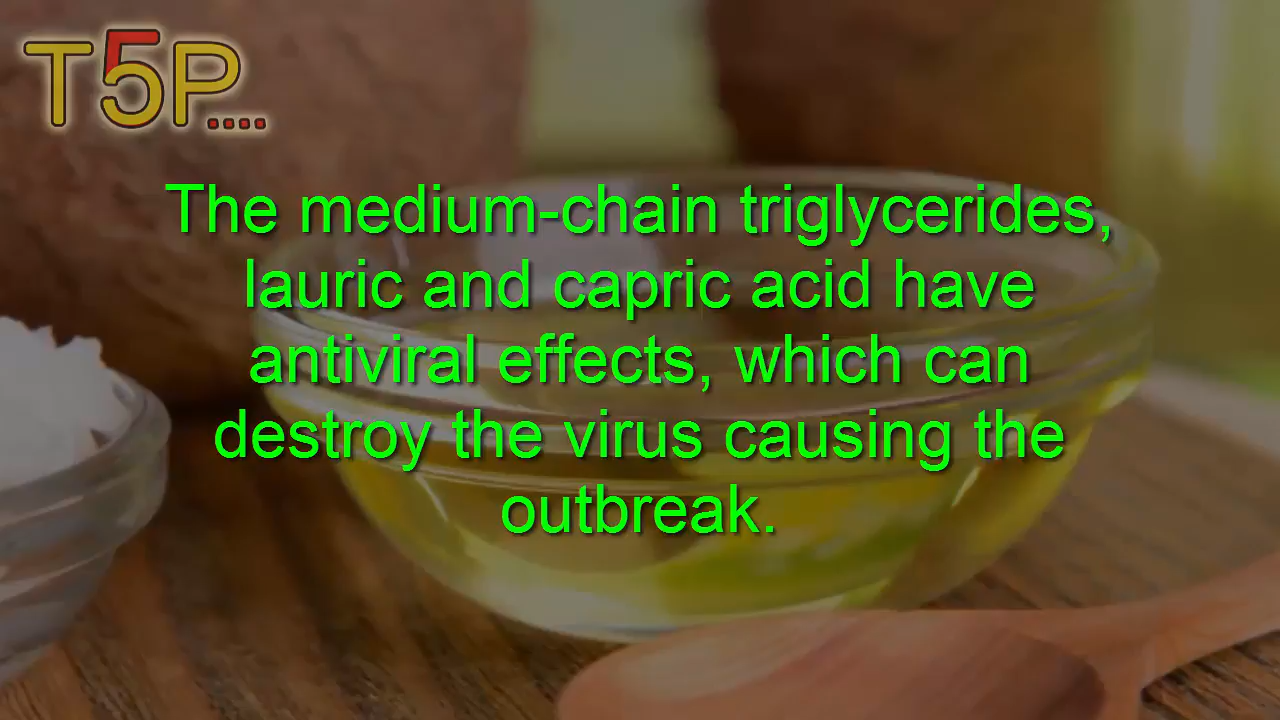 T5P....
The medium-chain triglycerides,
lauric and capric acid have
antiviral effects, which can
destroy the virus causing the
outbreak.